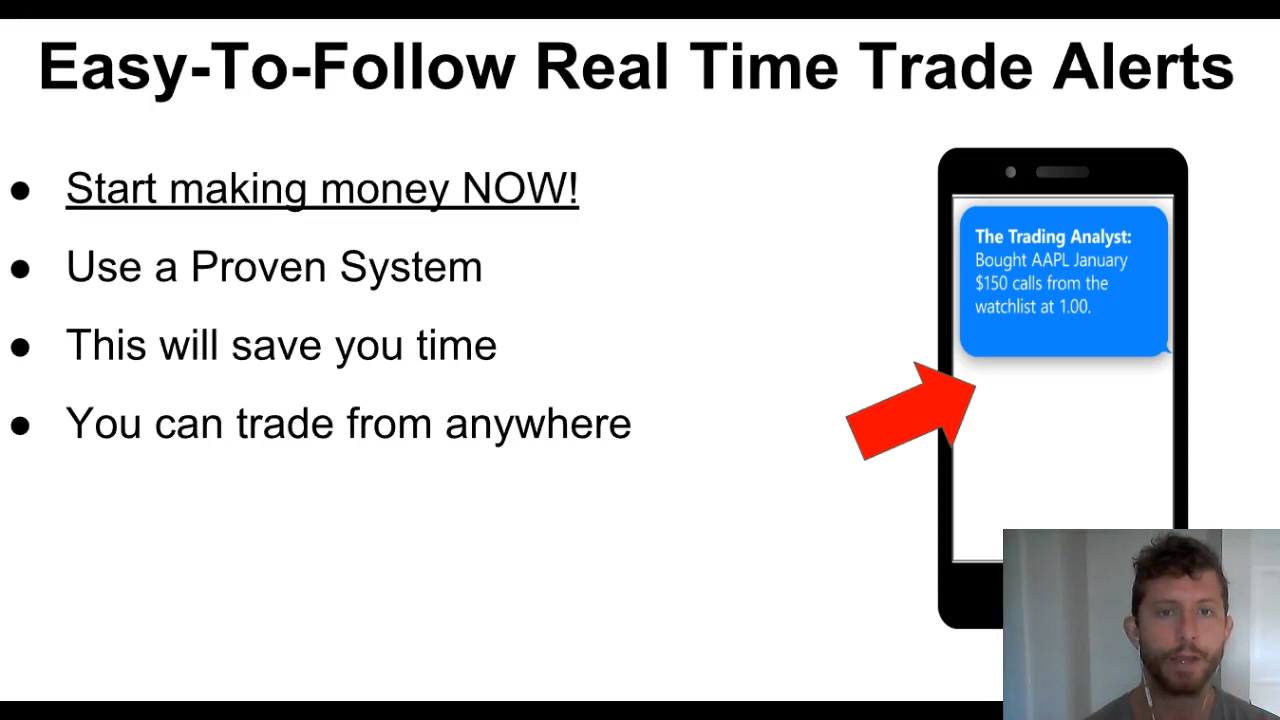 Easy-To-Follow Real Time Trade Alerts
● Start making money NOW!
● Use a Proven System
● This will save you time
● You can trade from anywhere
The Trading Analyst:
Bought AAPL January
$150 calls from the
watchlist at 1.00.